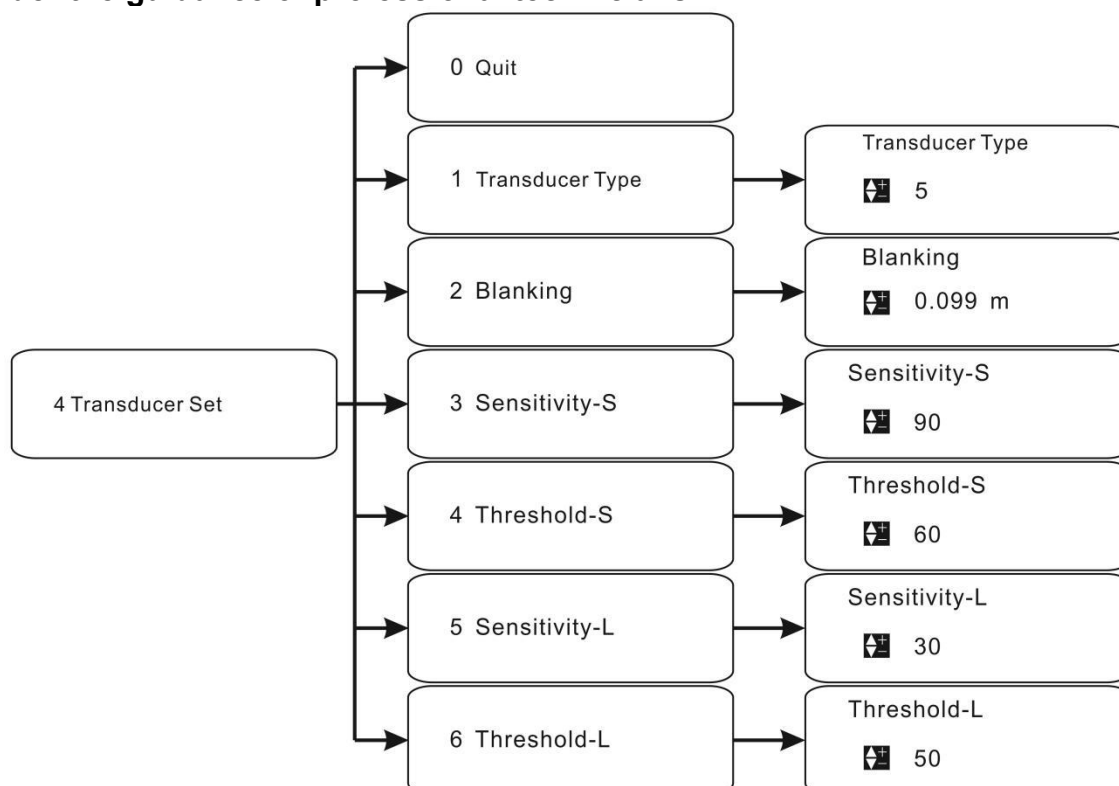 0 Quit
1 Transducer Type
Transducer Type
5
2 Blanking
Blanking
0.099 m
4 Transducer Set
3 Sensitivity-S
Sensitivity-S
90
4 Threshold-S
Threshold-S
60
5 Sensitivity-L
Sensitivity-L
30
6 Threshold-L
Threshold-L
50